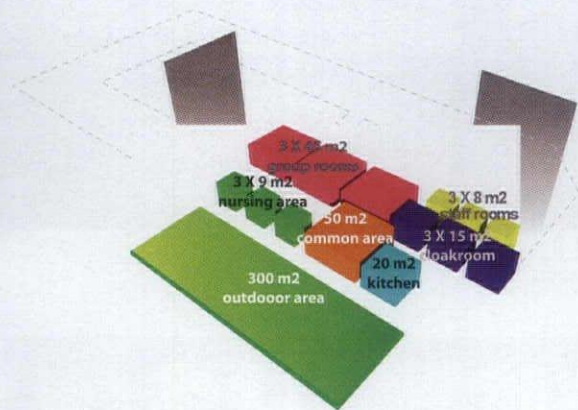 3 X 45 m2
group rooms
3 X 9 m2
nursing area
3 X 8 m2
staff rooms
50 m2
common area
3 X 15 m2
cloakroom
20 m2
kitchen
300 m2
outdooor area